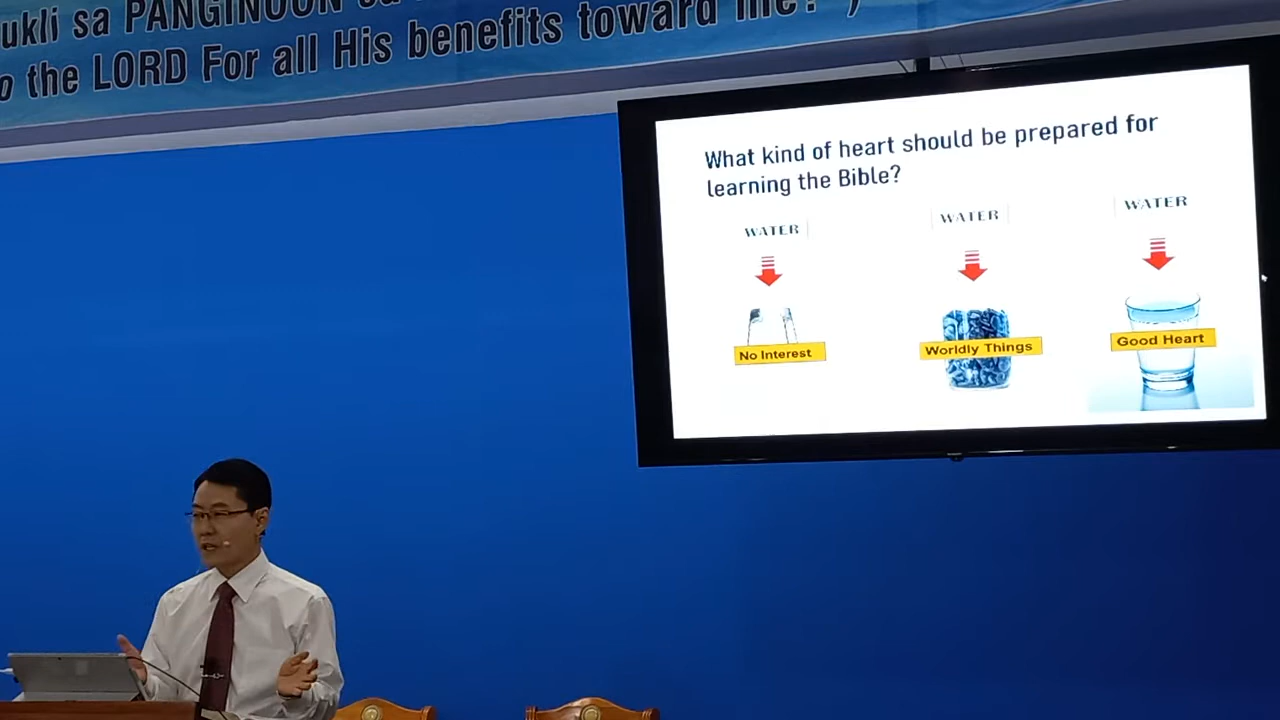 sa PANGINOON
the LORD For all His benefits toward me? )
What kind of heart should be prepared for
learning the Bible?
WATER
WATER
WATER
No Interest
Worldly Things
Good Heart